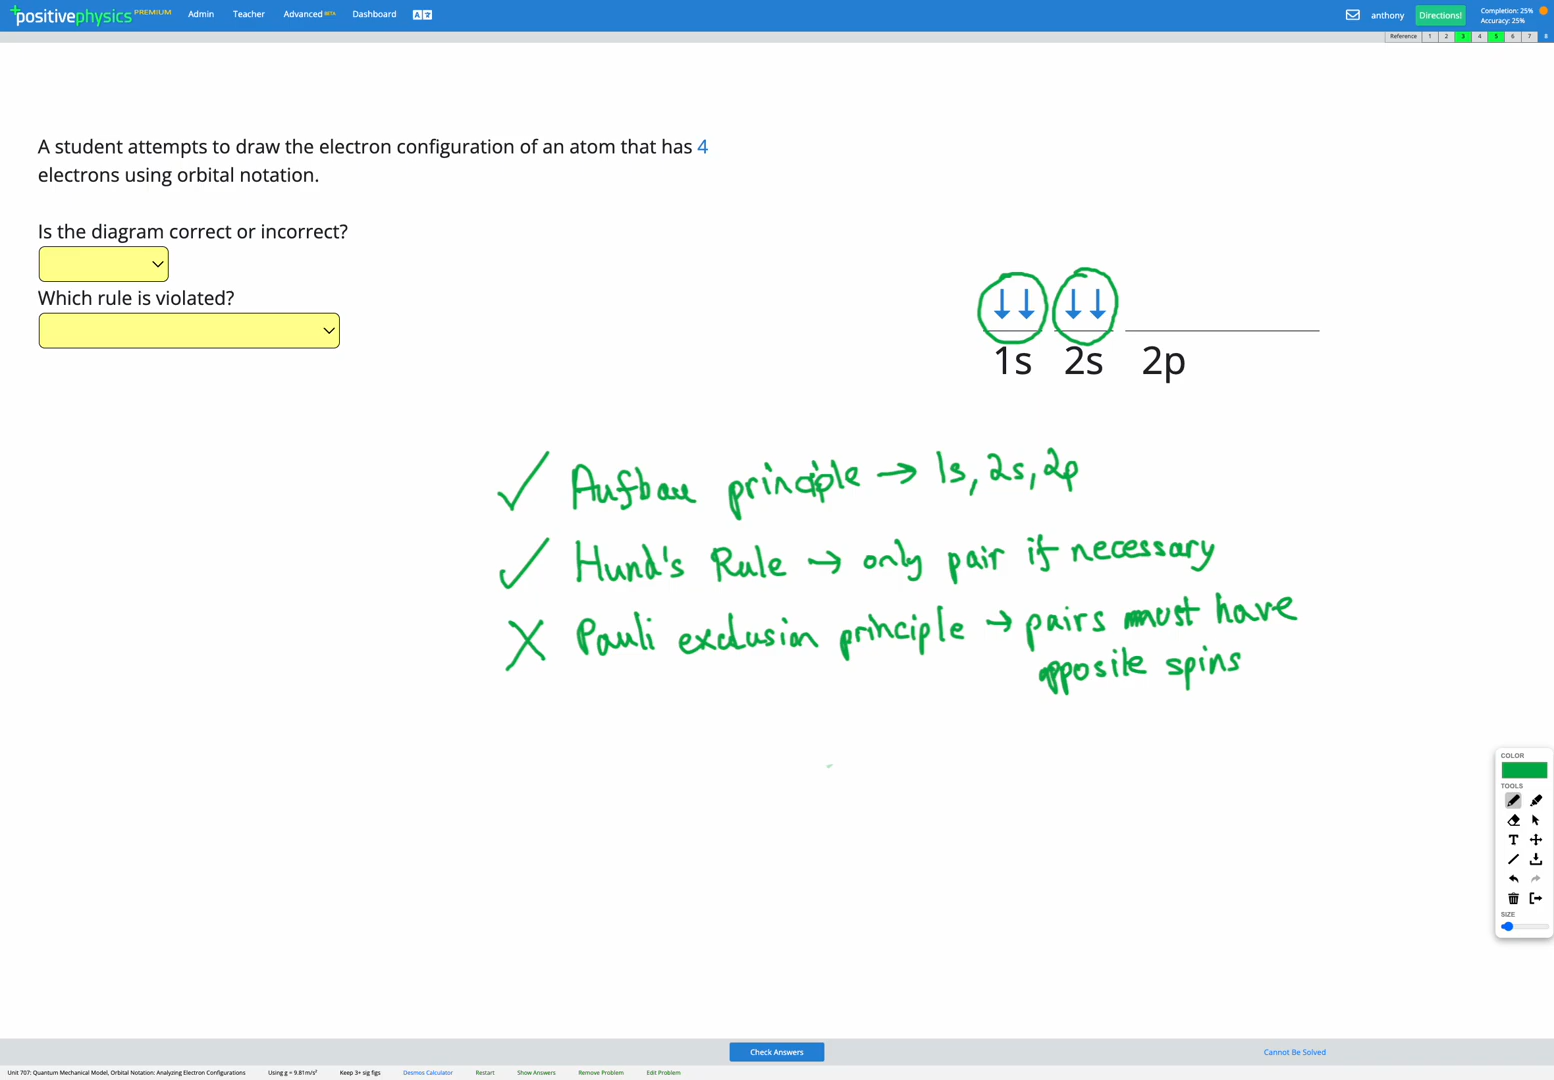 +positivephysics PREMIUM Admin Teacher Advanced BETA Dashboard A anthony Directions! Completion: 25%
Accuracy: 25%
Reference 1 2 3 4 5 6 7 8
A student attempts to draw the electron configuration of an atom that has 4
electrons using orbital notation.
Is the diagram correct or incorrect?
Which rule is violated?
↓↓ ↓↓
1s 2s 2p
✓ Aufbau principle → 1s, 2s, 2p
✓ Hund's Rule → only pair if necessary
X Pauli exclusion principle → pairs must have
opposite spins
COLOR
TOOLS
T
SIZE
Check Answers
Cannot Be Solved
Unit 707: Quantum Mechanical Model, Orbital Notation: Analyzing Electron Configurations Using g = 9.81m/s² Keep 3+ sig figs Desmos Calculator Restart Show Answers Remove Problem Edit Problem